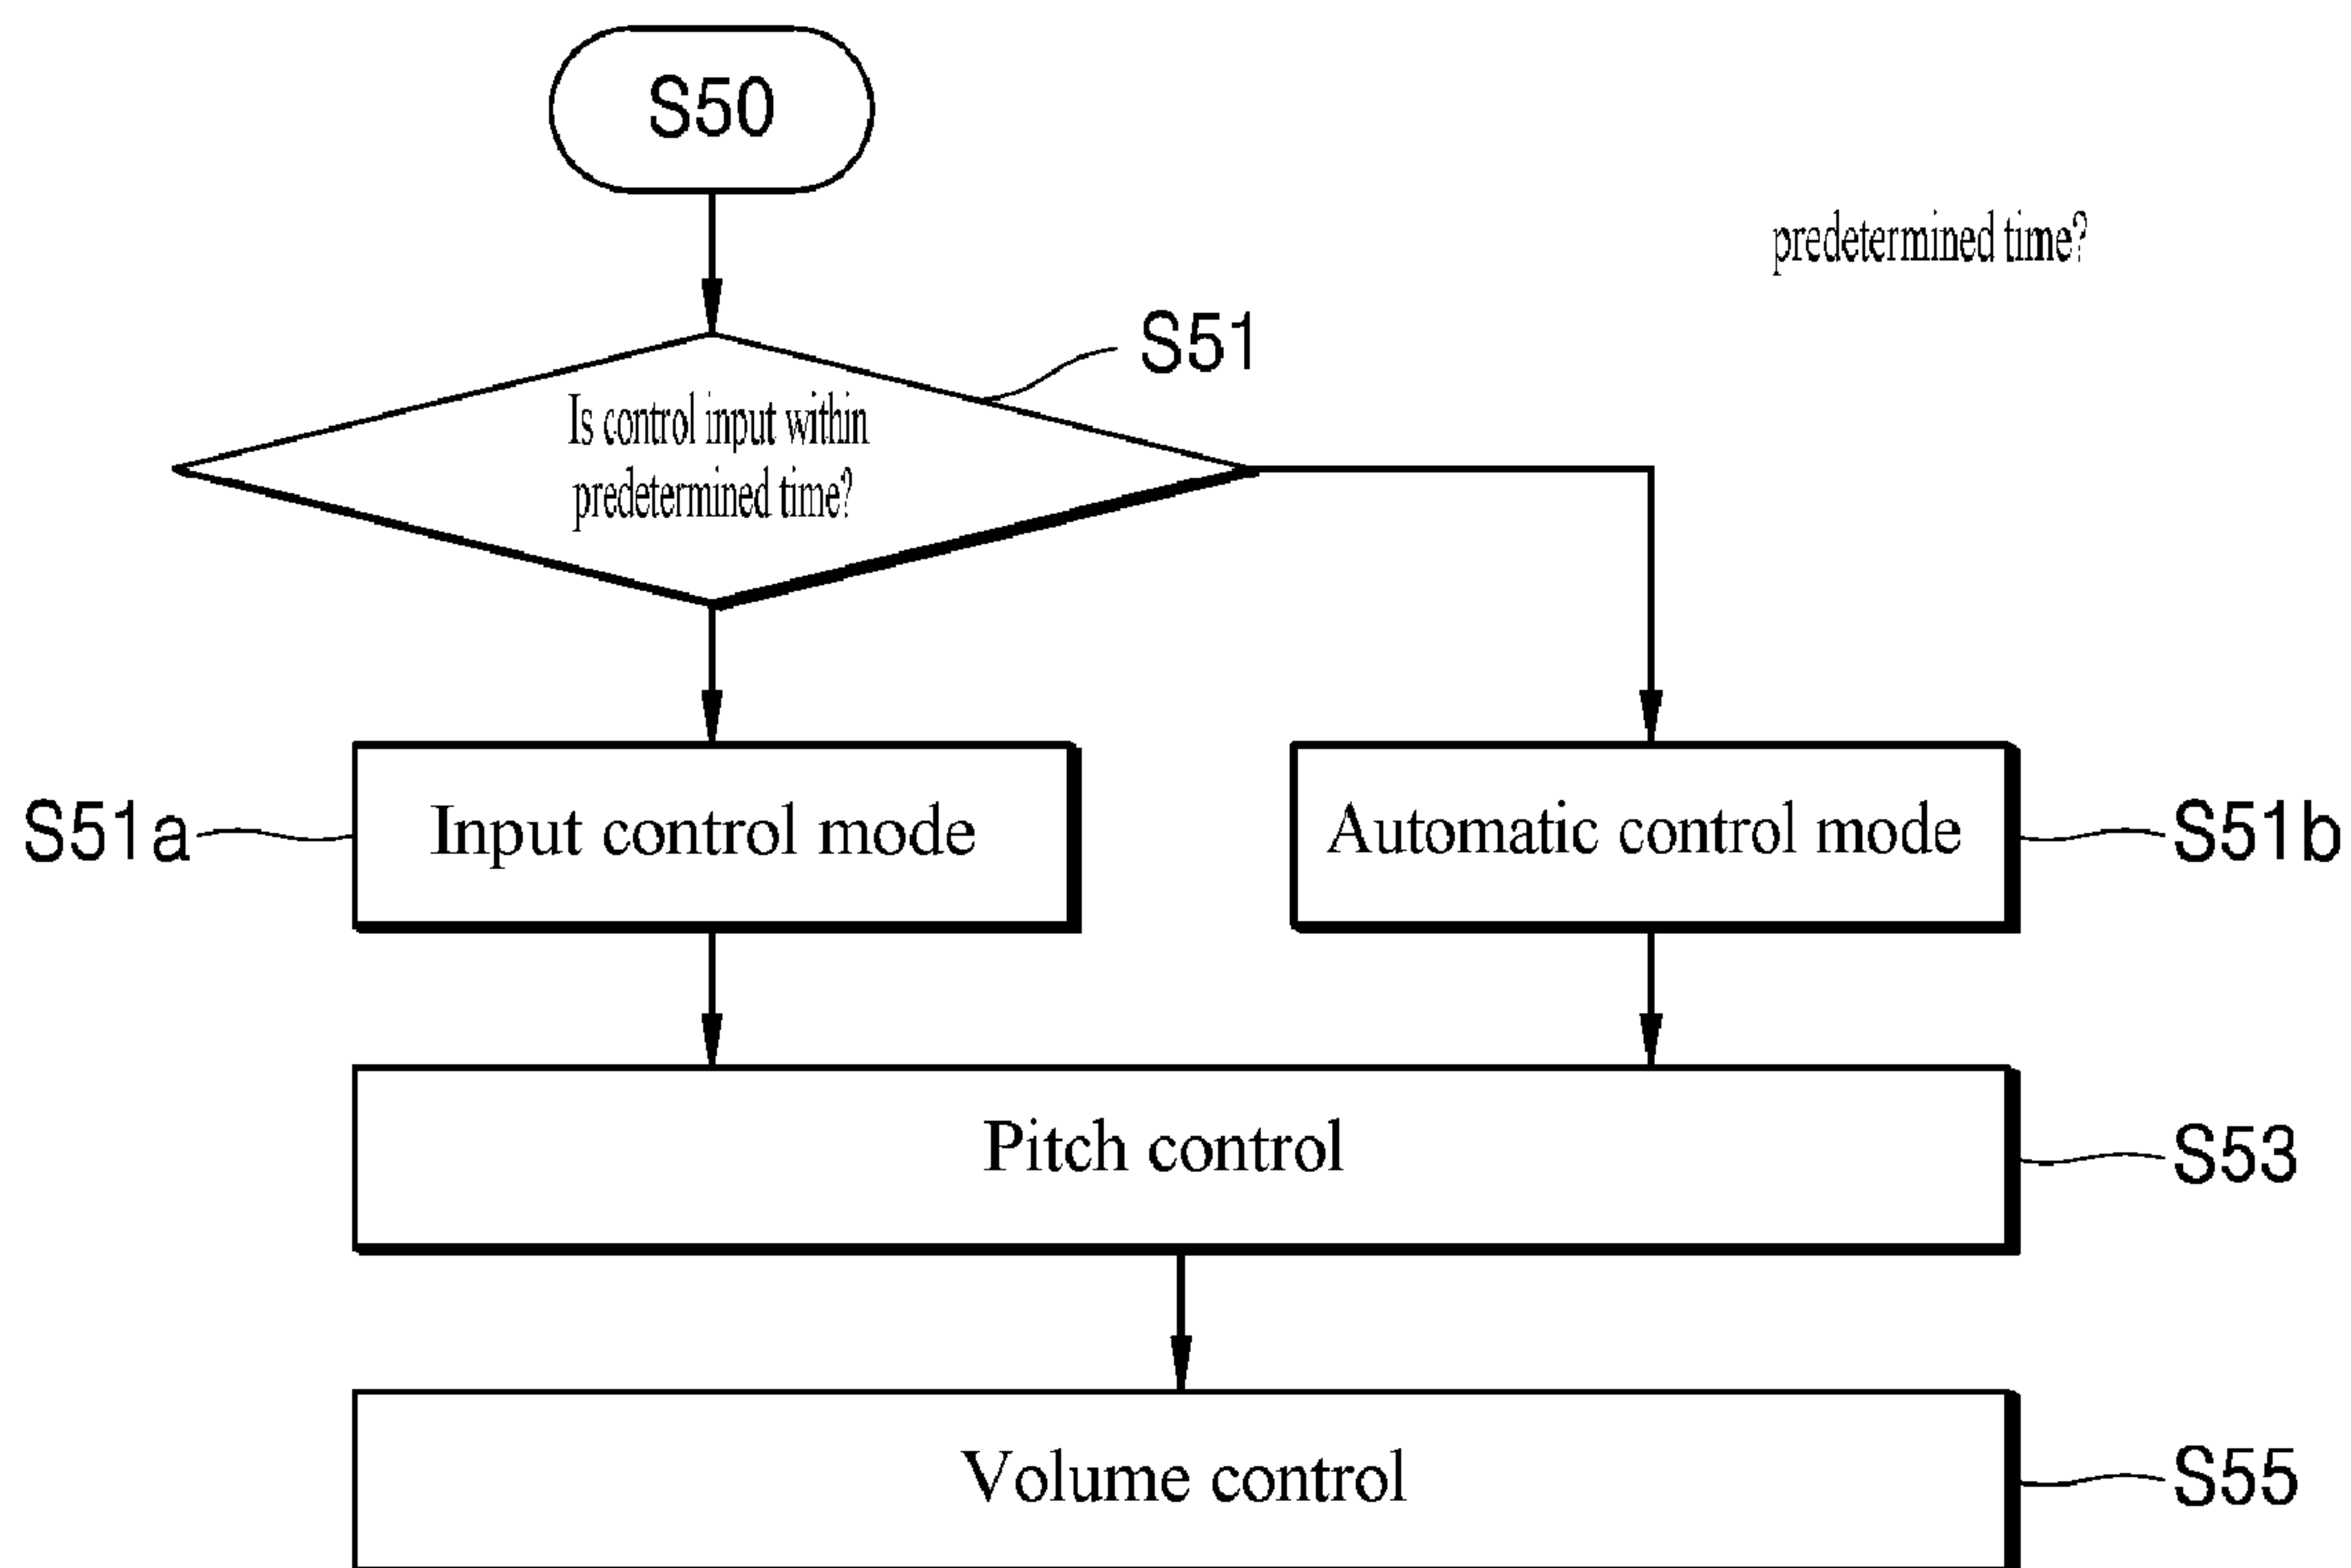 S50
predetermined time?
S51
Is control input within
predetermined time?
S51a
Input control mode
Automatic control mode
S51b
Pitch control
S53
Volume control
S55